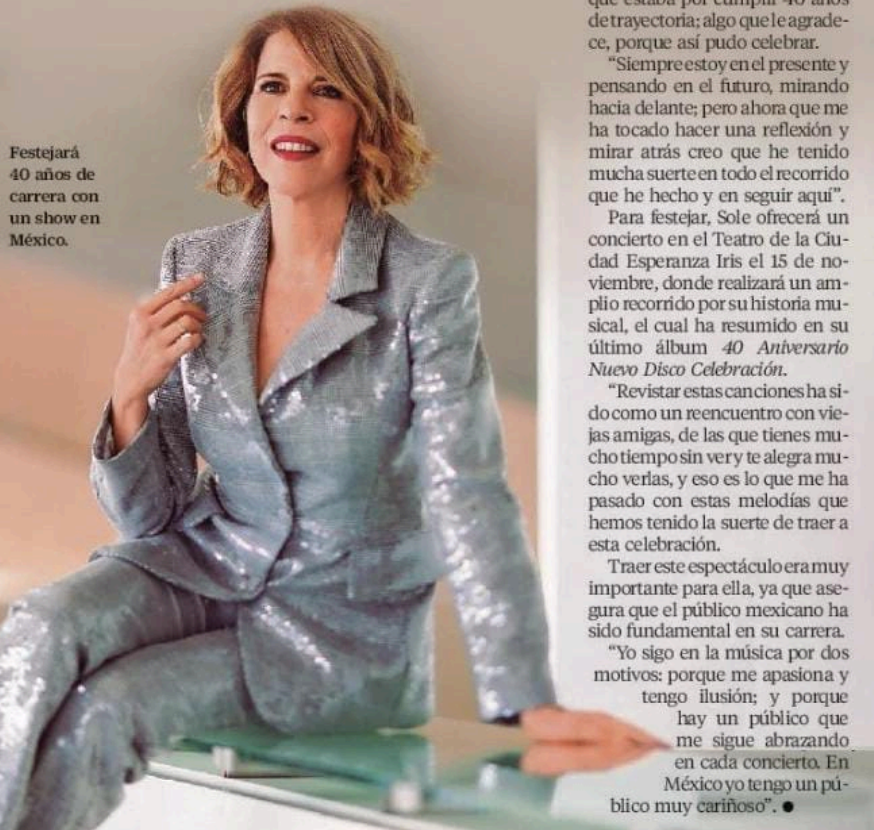 Festejará
40 años de
carrera con
un show en
México.
que estaba por cumplir 40 años
de trayectoria; algo que le agrade-
ce, porque así pudo celebrar.
“Siempre estoy en el presente y
pensando en el futuro, mirando
hacia delante; pero ahora que me
ha tocado hacer una reflexión y
mirar atrás creo que he tenido
mucha suerte en todo el recorrido
que he hecho y en seguir aquí”.
Para festejar, Sole ofrecerá un
concierto en el Teatro de la Ciu-
dad Esperanza Iris el 15 de no-
viembre, donde realizará un am-
plio recorrido por su historia mu-
sical, el cual ha resumido en su
último álbum 40 Aniversario
Nuevo Disco Celebración.
“Revistar estas canciones ha si-
do como un reencuentro con vie-
jas amigas, de las que tienes mu-
cho tiempo sin ver y te alegra mu-
cho verlas, y eso es lo que me ha
pasado con estas melodías que
hemos tenido la suerte de traer a
esta celebración.
Traer este espectáculo era muy
importante para ella, ya que ase-
gura que el público mexicano ha
sido fundamental en su carrera.
“Yo sigo en la música por dos
motivos: porque me apasiona y
tengo ilusión; y porque
hay un público que
me sigue abrazando
en cada concierto. En
México yo tengo un pú-
blico muy cariñoso”. ●